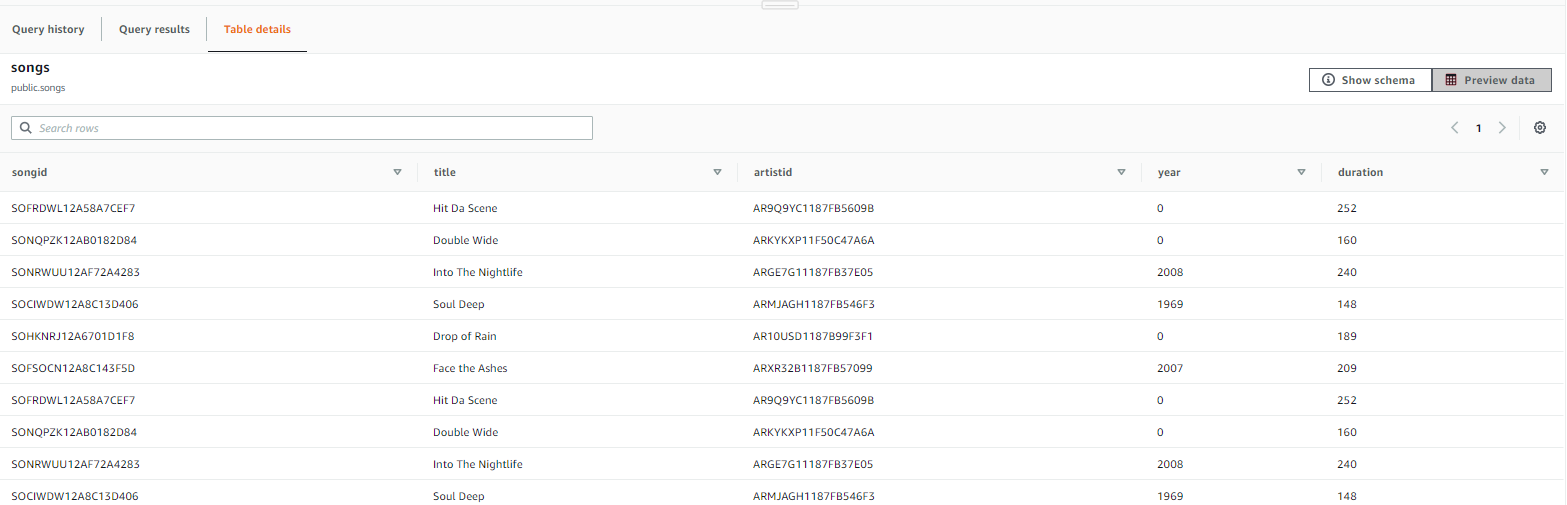 Query history Query results Table details
songs
public.songs
Show schema Preview data
Search rows
1
songid title artistid year duration
SOFRDWL12A58A7CEF7 Hit Da Scene AR9Q9YC1187FB5609B 0 252
SONQPZK12AB0182D84 Double Wide ARKYKXP11F50C47A6A 0 160
SONRWUU12AF72A4283 Into The Nightlife ARGE7G11187FB37E05 2008 240
SOCIWDW12A8C13D406 Soul Deep ARMJAGH1187FB546F3 1969 148
SOHKNRJ12A6701D1F8 Drop of Rain AR10USD1187B99F3F1 0 189
SOFSOCN12A8C143F5D Face the Ashes ARXR32B1187FB57099 2007 209
SOFRDWL12A58A7CEF7 Hit Da Scene AR9Q9YC1187FB5609B 0 252
SONQPZK12AB0182D84 Double Wide ARKYKXP11F50C47A6A 0 160
SONRWUU12AF72A4283 Into The Nightlife ARGE7G11187FB37E05 2008 240
SOCIWDW12A8C13D406 Soul Deep ARMJAGH1187FB546F3 1969 148